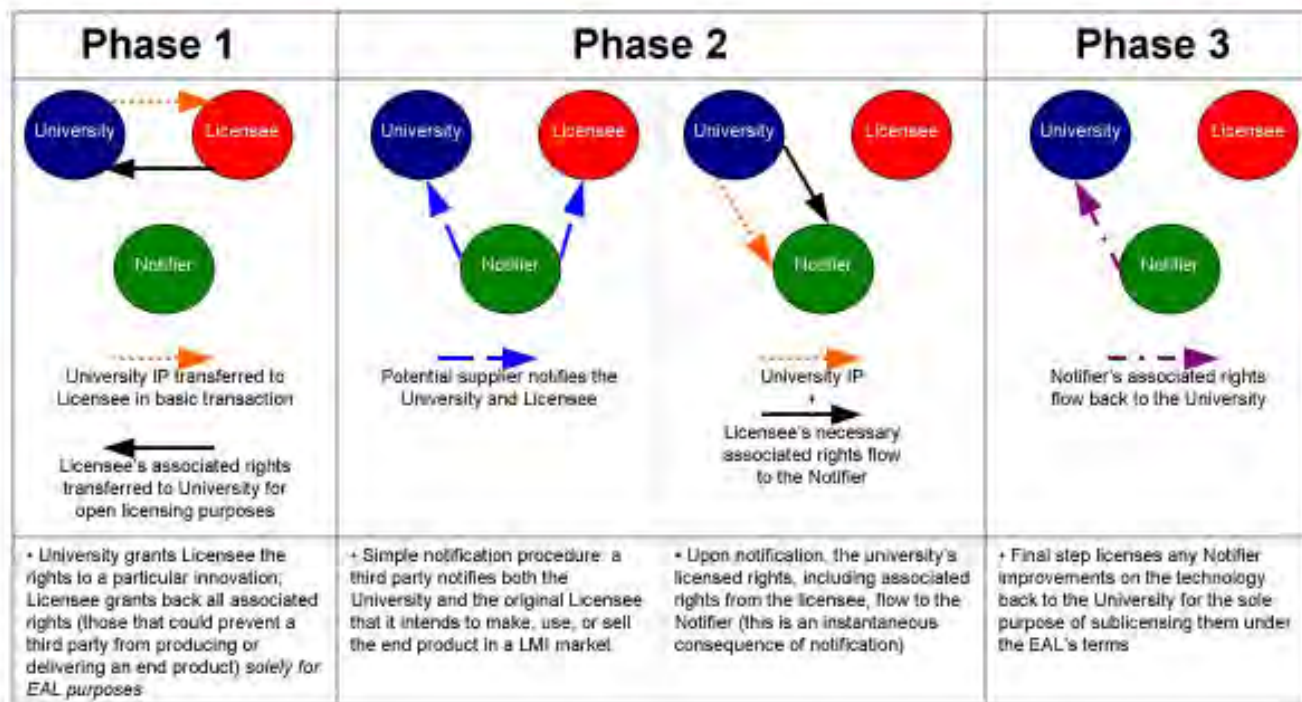 Phase 1
Phase 2
Phase 3
University
Licensee
Notifier
University IP transferred to
Licensee in basic transaction
Licensee's associated rights
transferred to University for
open licensing purposes
University
Licensee
Notifier
Potential supplier notifies the
University and Licensee
University
Licensee
Notifier
University IP
+
Licensee's necessary
associated rights flow
to the Notifier
University
Licensee
Notifier
Notifier's associated rights
flow back to the University
• University grants Licensee the
rights to a particular innovation;
Licensee grants back all associated
rights (those that could prevent a
third party from producing or
delivering an end product) solely for
EAL purposes
• Simple notification procedure: a
third party notifies both the
University and the original Licensee
that it intends to make, use, or sell
the end product in a LMI market
• Upon notification, the university's
licensed rights, including associated
rights from the licensee, flow to the
Notifier (this is an instantaneous
consequence of notification)
• Final step licenses any Notifier
improvements on the technology
back to the University for the sole
purpose of sublicensing them under
the EAL's terms